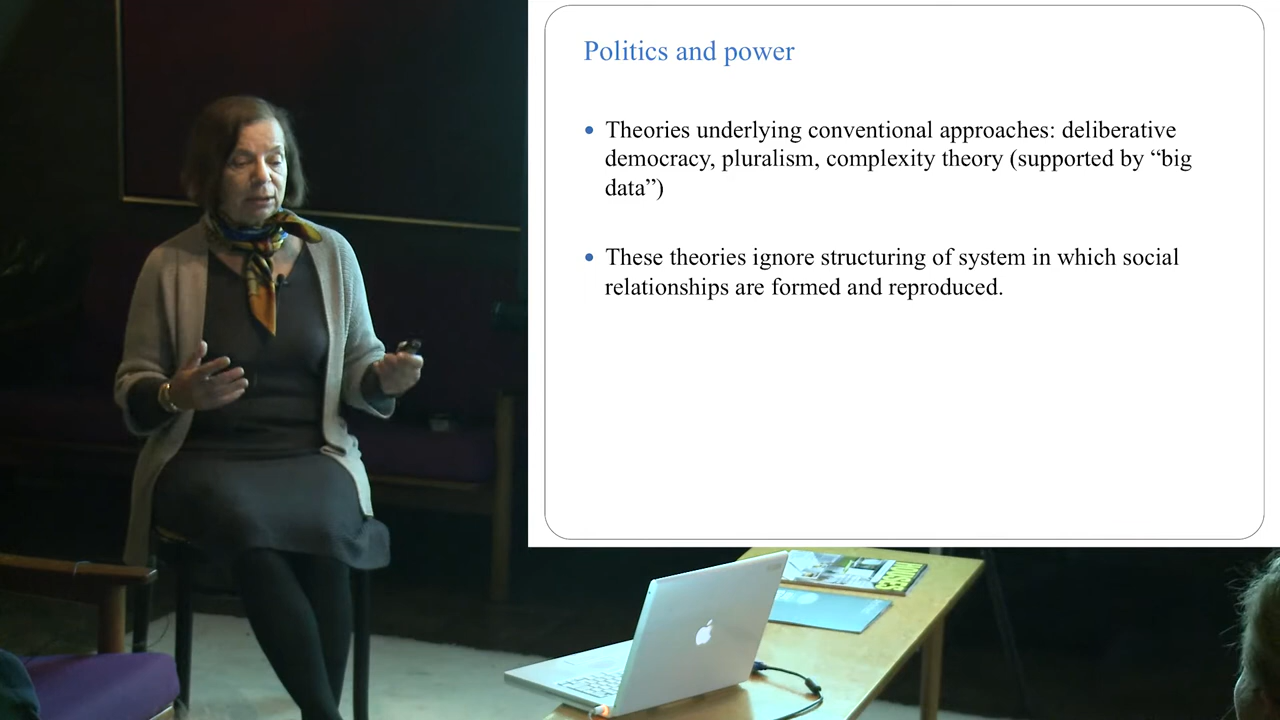 Politics and power
Theories underlying conventional approaches: deliberative
democracy, pluralism, complexity theory (supported by “big
data”)
These theories ignore structuring of system in which social
relationships are formed and reproduced.